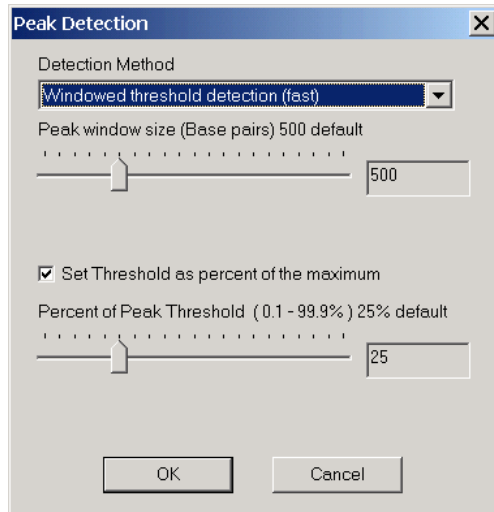 Peak Detection
Detection Method
Windowed threshold detection (fast)
Peak window size (Base pairs) 500 default
500
Set Threshold as percent of the maximum
Percent of Peak Threshold ( 0.1 - 99.9% ) 25% default
25
OK Cancel